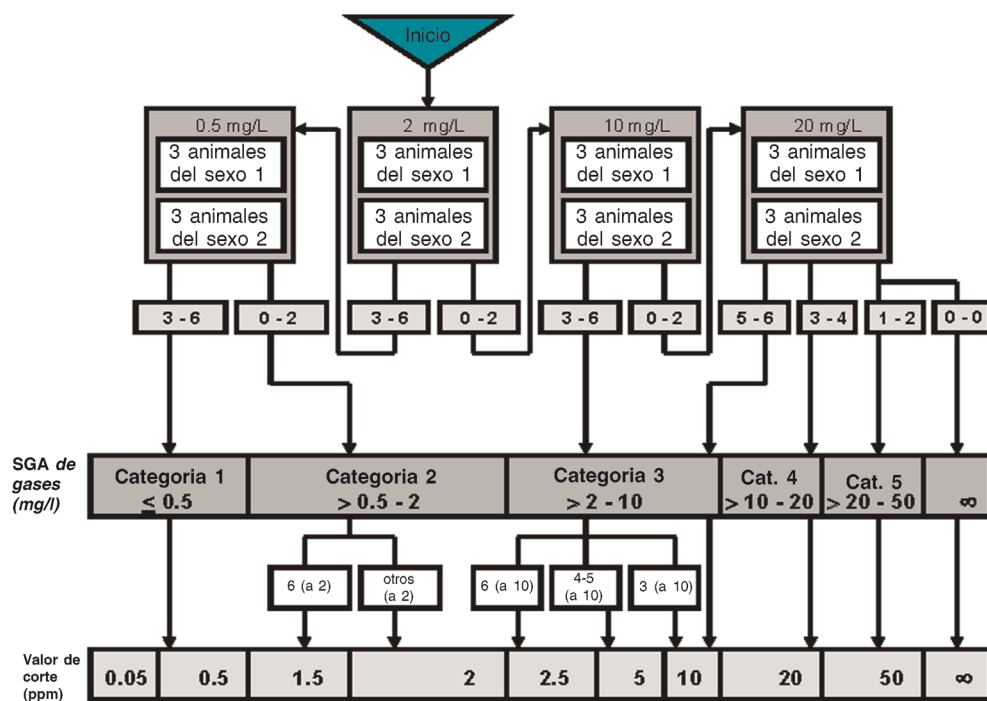 Inicio
0.5 mg/L
3 animales
del sexo 1
3 animales
del sexo 2
2 mg/L
3 animales
del sexo 1
3 animales
del sexo 2
10 mg/L
3 animales
del sexo 1
3 animales
del sexo 2
20 mg/L
3 animales
del sexo 1
3 animales
del sexo 2
3 - 6
0 - 2
3 - 6
0 - 2
3 - 6
0 - 2
5 - 6
3 - 4
1 - 2
0 - 0
SGA de
gases
(mg/l)
Categoria 1
≤ 0.5
Categoria 2
> 0.5 - 2
Categoria 3
> 2 - 10
Cat. 4
> 10 - 20
Cat. 5
> 20 - 50
∞
6 (a 2)
otros
(a 2)
6 (a 10)
4-5
(a 10)
3 (a 10)
Valor de
corte
(ppm)
0.05
0.5
1.5
2
2.5
5
10
20
50
∞